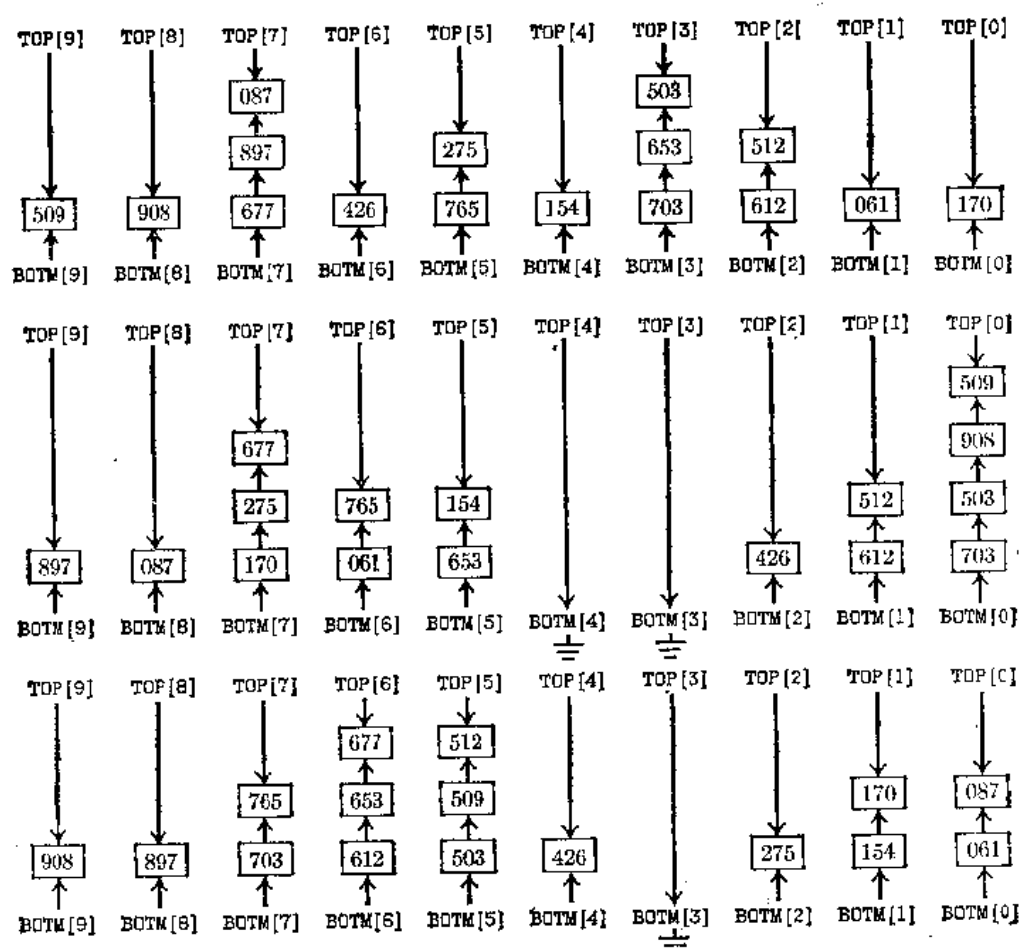 TOP[9] TOP[8] TOP[7] TOP[6] TOP[5] TOP[4] TOP[3] TOP[2[ TOP[1] TOP[0]
087 503
897 275 653 512
509 908 677 426 765 154 703 612 061 170
BOTM[9] BOTM[8] BOTM[7] BOTM[6] BOTM[5] BOTM[4] BOTM[3] BOTM[2] BOTM[1] BOTM[0]
TOP[9] TOP[8] TOP[7] TOP[6] TOP[5] TOP[4] TOP[3] TOP[2] TOP[1] TOP[0]
509
677 908
275 765 154 512 503
897 087 170 061 653 426 612 703
BOTM[9] BOTM[8] BOTM[7] BOTM[6] BOTM[5] BOTM[4] BOTM[3] BOTM[2] BOTM[1] BOTM[0]
TOP[9] TOP[8] TOP[7] TOP[6] TOP[5] TOP[4] TOP[3] TOP[2] TOP[1] TOP[0]
677 512
765 653 509 170 087
908 897 703 612 503 426 275 154 061
BOTM[9] BOTM[8] BOTM[7] BOTM[6] BOTM[5] BOTM[4] BOTM[3] BOTM[2] BOTM[1] BOTM[0]